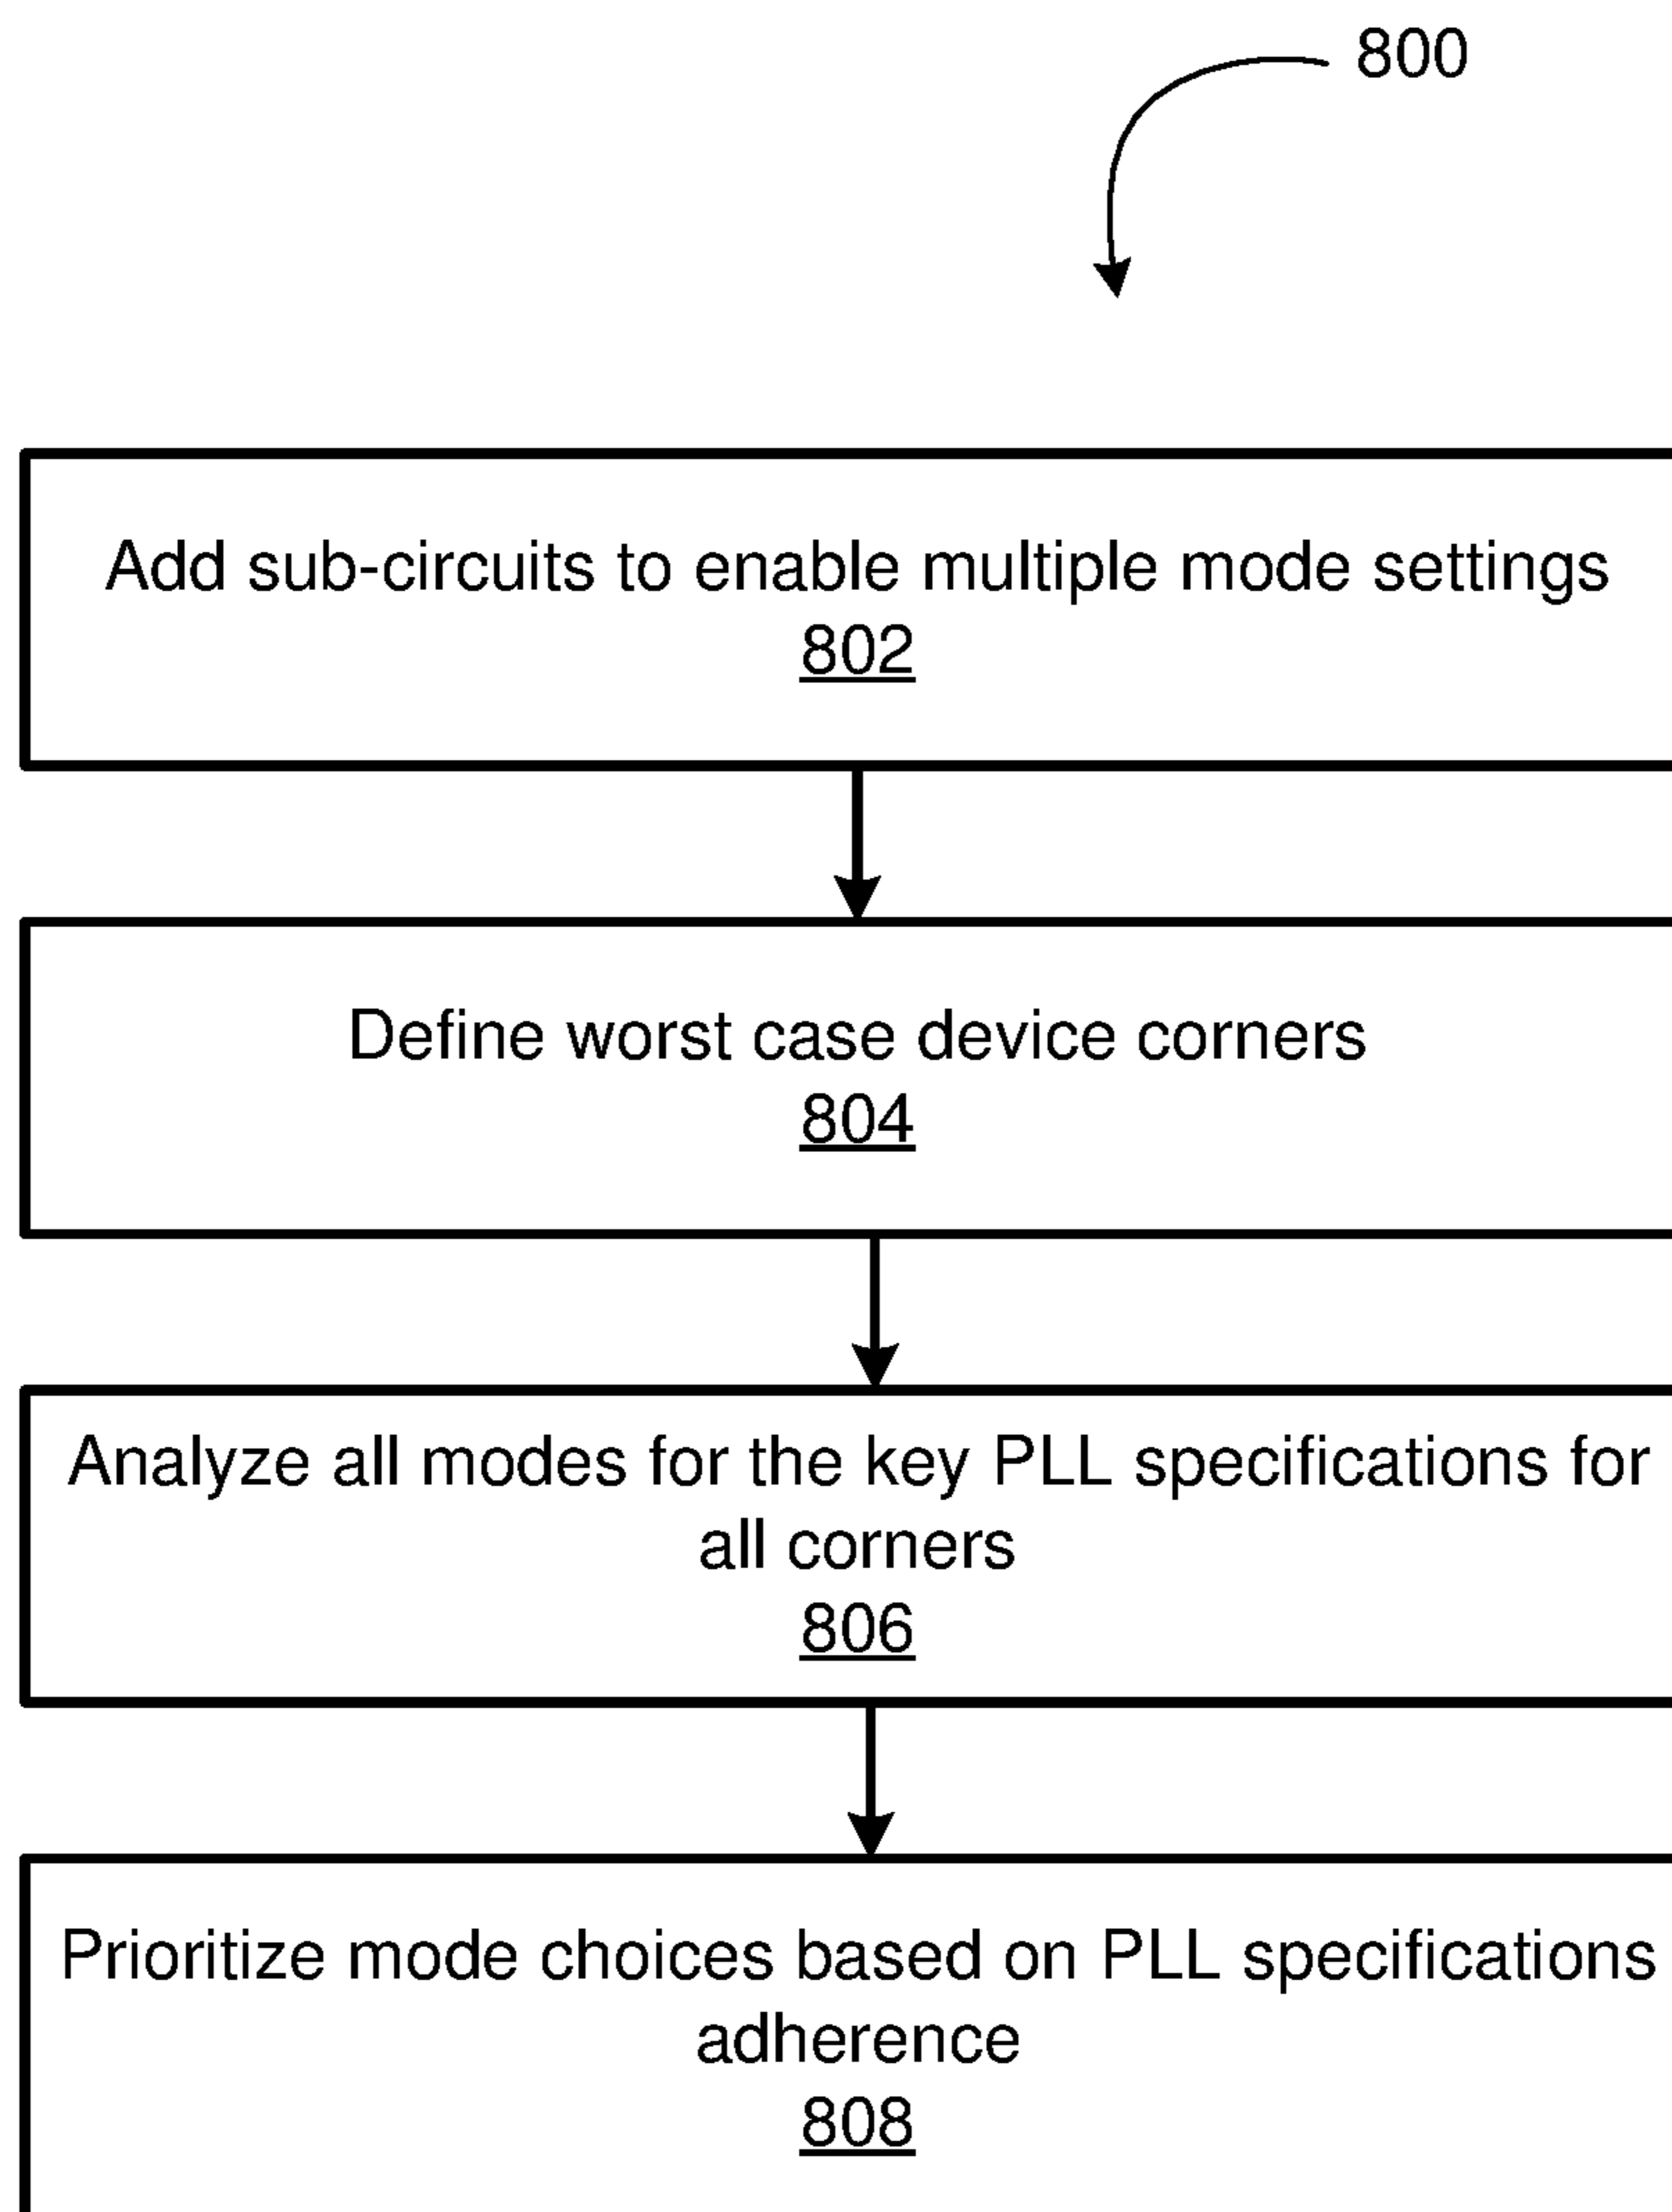 800
Add sub-circuits to enable multiple mode settings
802
Define worst case device corners
804
Analyze all modes for the key PLL specifications for
all corners
806
Prioritize mode choices based on PLL specifications
adherence
808